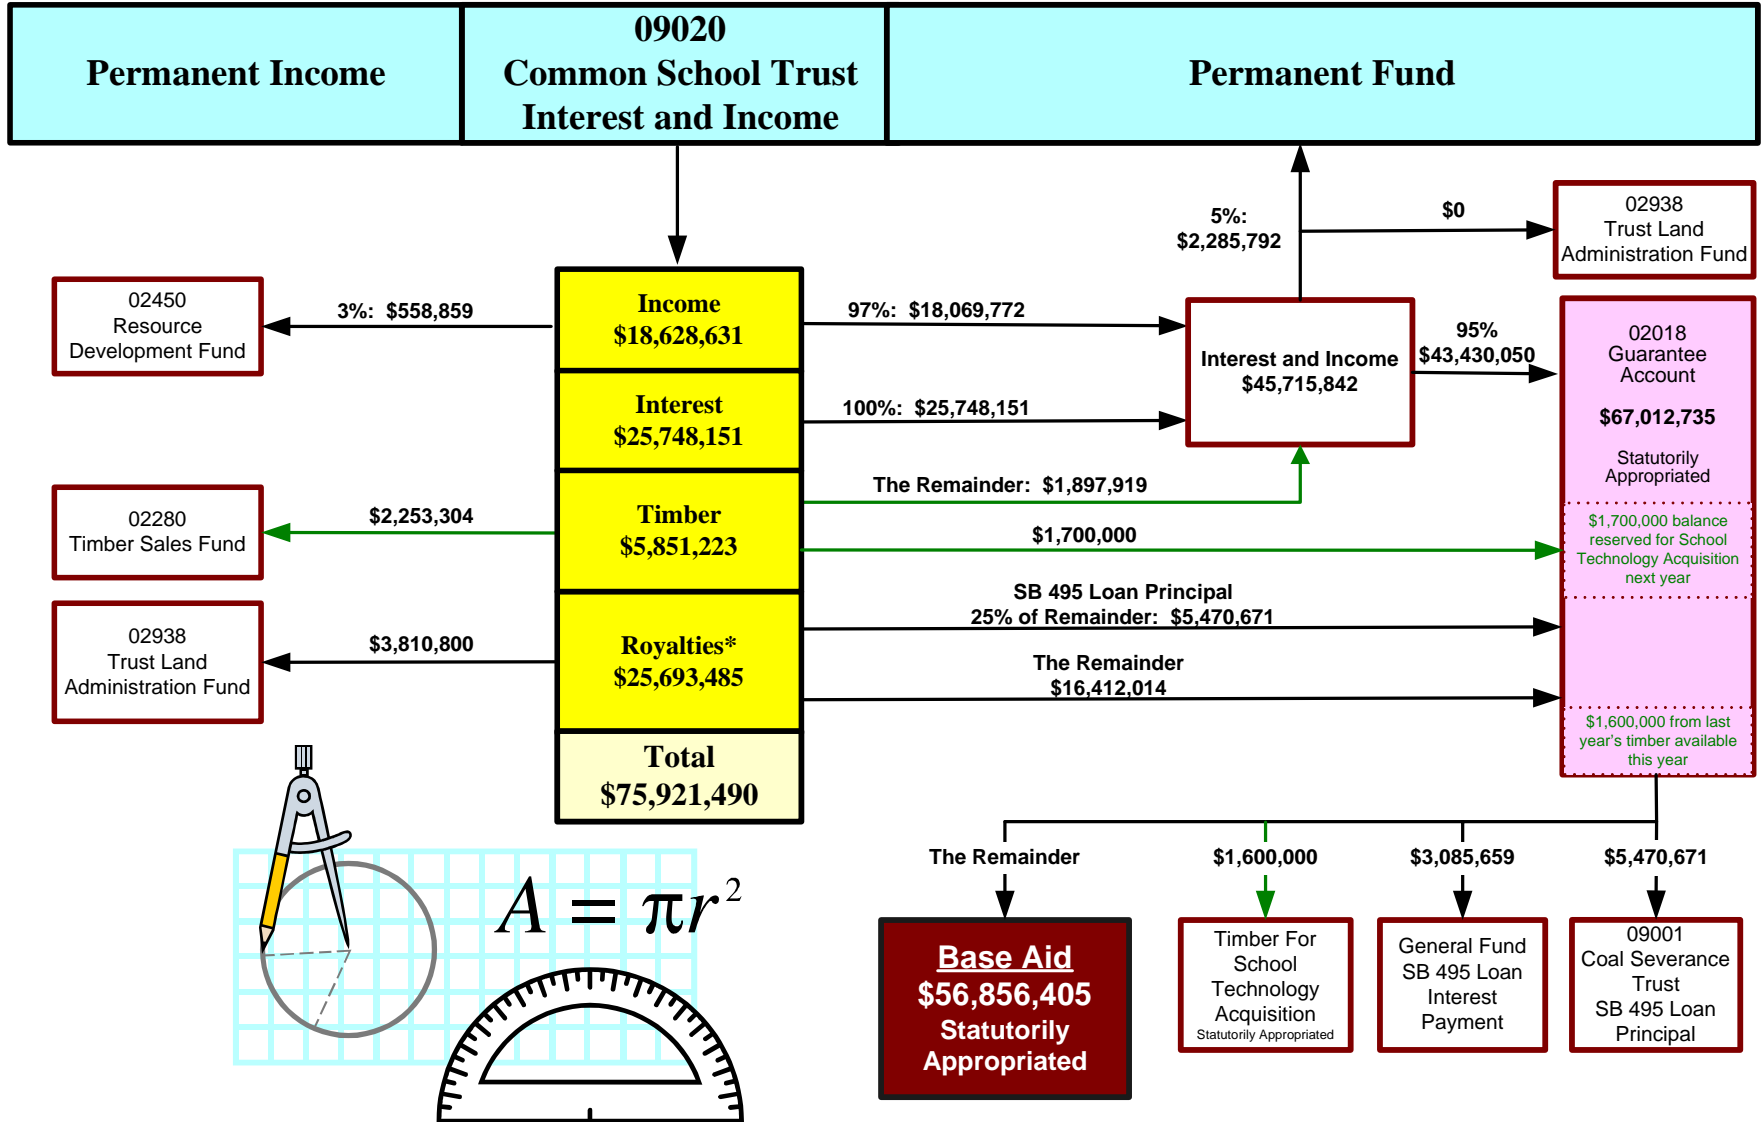 Permanent Income
09020
Common School Trust
Interest and Income
Permanent Fund
5%:
$2,285,792
$0
02938
Trust Land
Administration Fund
02450
Resource
Development Fund
3%: $558,859
Income
$18,628,631
97%: $18,069,772
Interest and Income
$45,715,842
95%
$43,430,050
02018
Guarantee
Account
$67,012,735
Statutorily
Appropriated
Interest
$25,748,151
100%: $25,748,151
02280
Timber Sales Fund
$2,253,304
Timber
$5,851,223
The Remainder: $1,897,919
$1,700,000
$1,700,000 balance
reserved for School
Technology Acquisition
next year
02938
Trust Land
Administration Fund
$3,810,800
Royalties*
$25,693,485
SB 495 Loan Principal
25% of Remainder: $5,470,671
The Remainder
$16,412,014
$1,600,000 from last
year's timber available
this year
Total
$75,921,490
A = πr²
The Remainder
$1,600,000
$3,085,659
$5,470,671
Base Aid
$56,856,405
Statutorily
Appropriated
Timber For
School
Technology
Acquisition
Statutorily Appropriated
General Fund
SB 495 Loan
Interest
Payment
09001
Coal Severance
Trust
SB 495 Loan
Principal